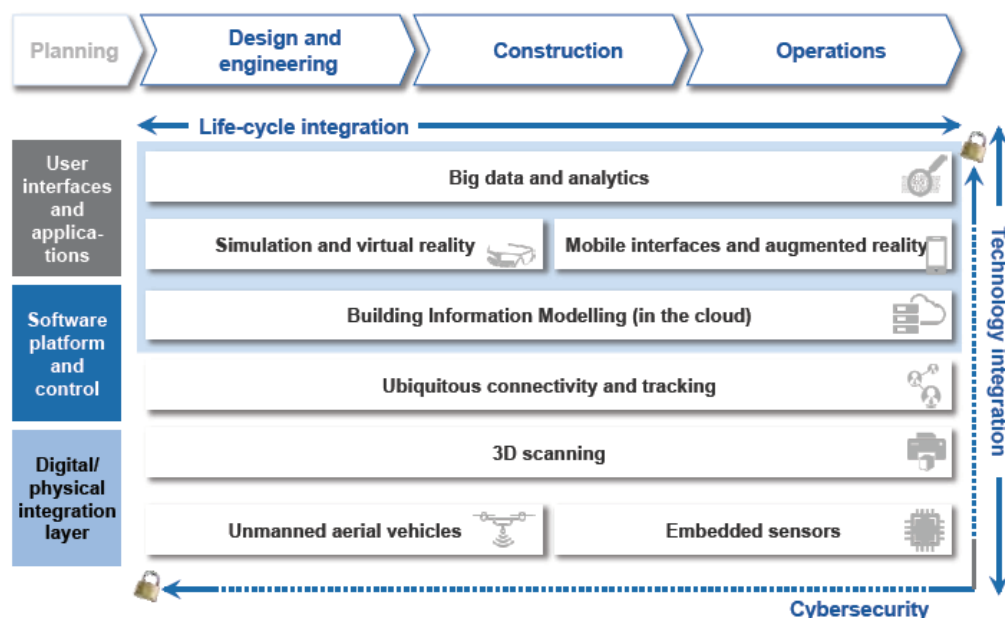 Planning
Design and
engineering
Construction
Operations
Life-cycle integration
User
interfaces
and
applica-
tions
Big data and analytics
Simulation and virtual reality
Mobile interfaces and augmented reality
Software
platform
and
control
Building Information Modelling (in the cloud)
Ubiquitous connectivity and tracking
Digital/
physical
integration
layer
3D scanning
Unmanned aerial vehicles
Embedded sensors
Technology integration
Cybersecurity